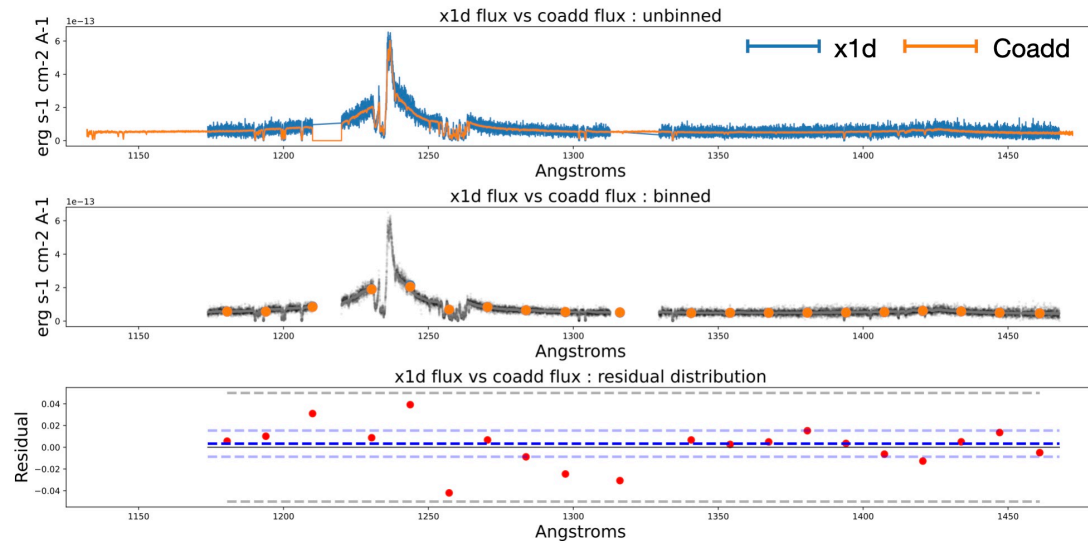 x1d flux vs coadd flux : unbinned
1e−13
erg s-1 cm-2 A-1
6
4
2
0
x1d
Coadd
1150 1200 1250 1300 1350 1400 1450
Angstroms
x1d flux vs coadd flux : binned
1e−13
erg s-1 cm-2 A-1
6
4
2
0
1150 1200 1250 1300 1350 1400 1450
Angstroms
x1d flux vs coadd flux : residual distribution
Residual
0.04
0.02
0.00
−0.02
−0.04
1150 1200 1250 1300 1350 1400 1450
Angstroms